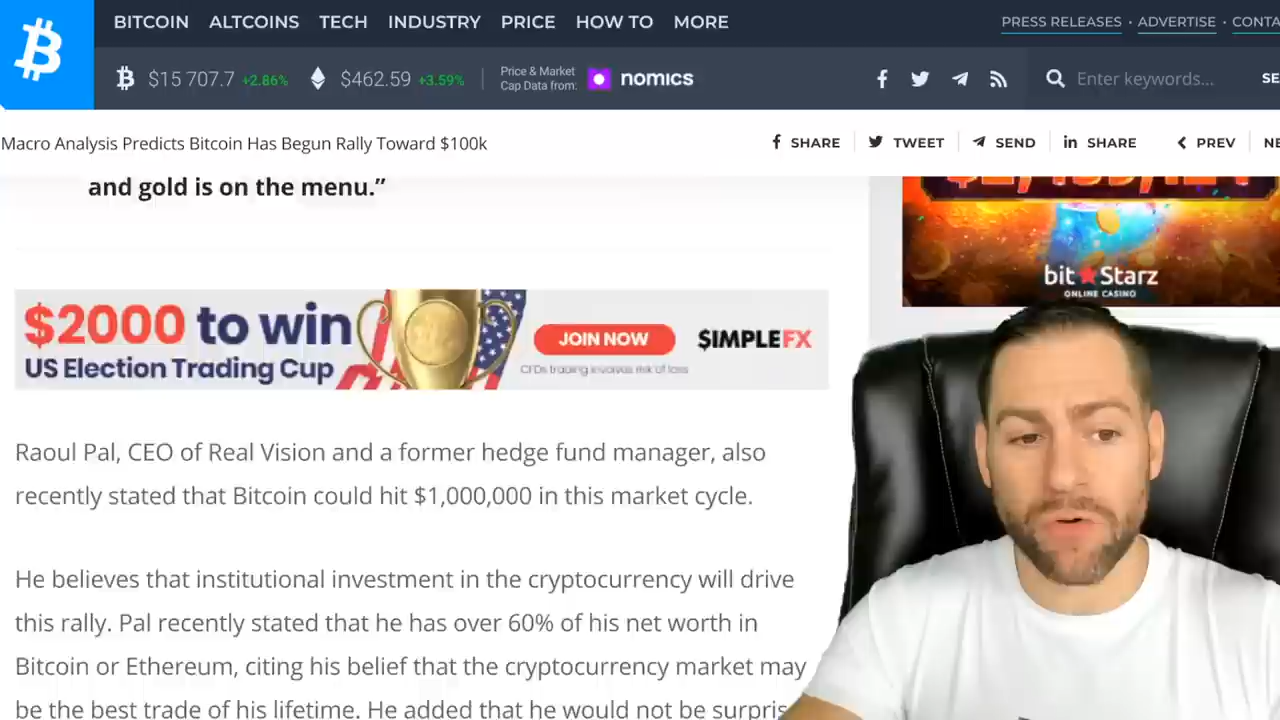 BITCOIN ALTCOINS TECH INDUSTRY PRICE HOW TO MORE
PRESS RELEASES · ADVERTISE ·
$15 707.7 +2.86% $462.59 +3.59% Price & Market
Cap Data from: nomics
Enter keywords...
Macro Analysis Predicts Bitcoin Has Begun Rally Toward $100k
SHARE TWEET SEND SHARE PREV
and gold is on the menu.”
bit Starz
ONLINE CASINO
$2000 to win
US Election Trading Cup
JOIN NOW
$IMPLEFX
CFDs trading involves risk of loss
Raoul Pal, CEO of Real Vision and a former hedge fund manager, also
recently stated that Bitcoin could hit $1,000,000 in this market cycle.
He believes that institutional investment in the cryptocurrency will drive
this rally. Pal recently stated that he has over 60% of his net worth in
Bitcoin or Ethereum, citing his belief that the cryptocurrency market may
be the best trade of his lifetime. He added that he would not be surpris